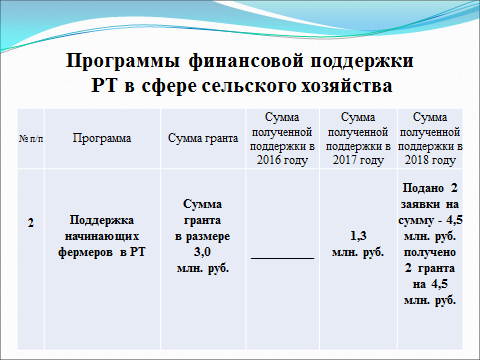 Программы финансовой поддержки
РТ в сфере сельского хозяйства
№ п/п
Программа
Сумма гранта
Сумма
полученной
поддержки в
2016 году
Сумма
полученной
поддержки в
2017 году
Сумма
полученной
поддержки в
2018 году
2
Поддержка
начинающих
фермеров в РТ
Сумма
гранта
в размере
3,0
млн. руб.
___________
1,3
млн. руб.
Подано 2
заявки на
сумму - 4,5
млн. руб.
получено
2 гранта
на 4,5
млн. руб.